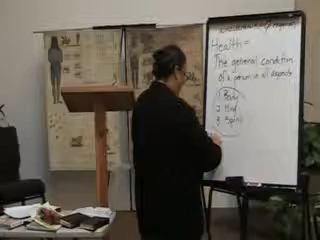 Health=
The general condition
Of a person in all aspects
1 Body
2 Mind
3 Spirit